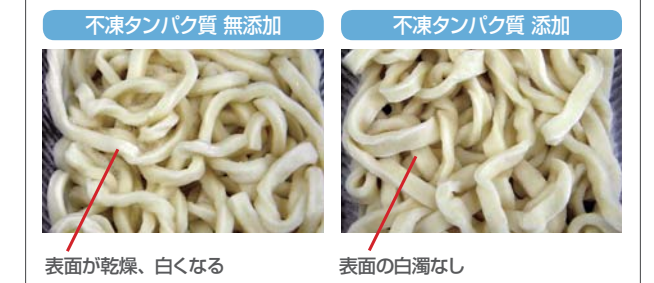 不凍タンパク質 無添加
不凍タンパク質 添加
表面が乾燥、白くなる
表面の白濁なし